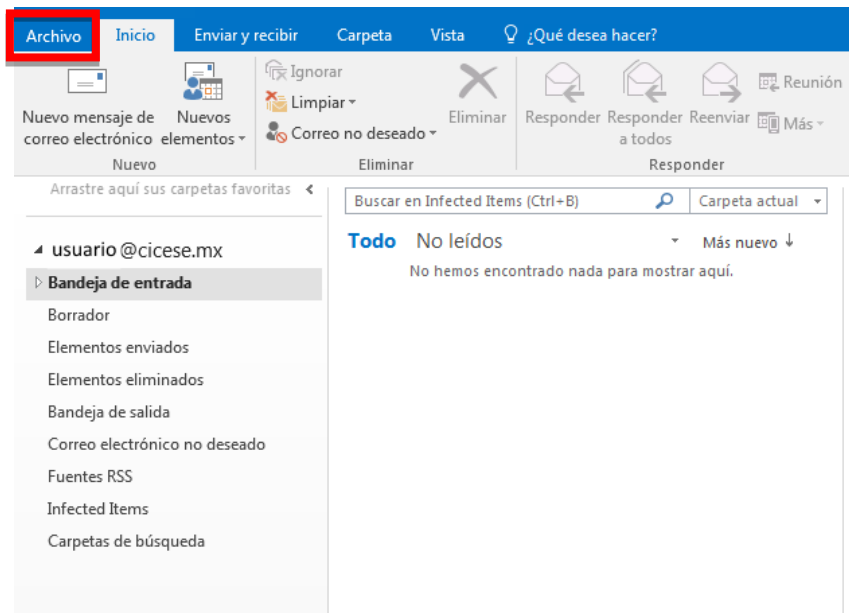 Archivo Inicio Enviar y recibir Carpeta Vista ¿Qué desea hacer?
Nuevo mensaje de correo electrónico
Nuevos elementos
Nuevo
Ignorar
Limpiar
Correo no deseado
Eliminar
Eliminar
Responder
Responder a todos
Reenviar
Reunión
Más
Responder
Arrastre aquí sus carpetas favoritas
usuario@cicese.mx
Bandeja de entrada
Borrador
Elementos enviados
Elementos eliminados
Bandeja de salida
Correo electrónico no deseado
Fuentes RSS
Infected Items
Carpetas de búsqueda
Buscar en Infected Items (Ctrl+B) Carpeta actual
Todo No leídos Más nuevo ↓
No hemos encontrado nada para mostrar aquí.